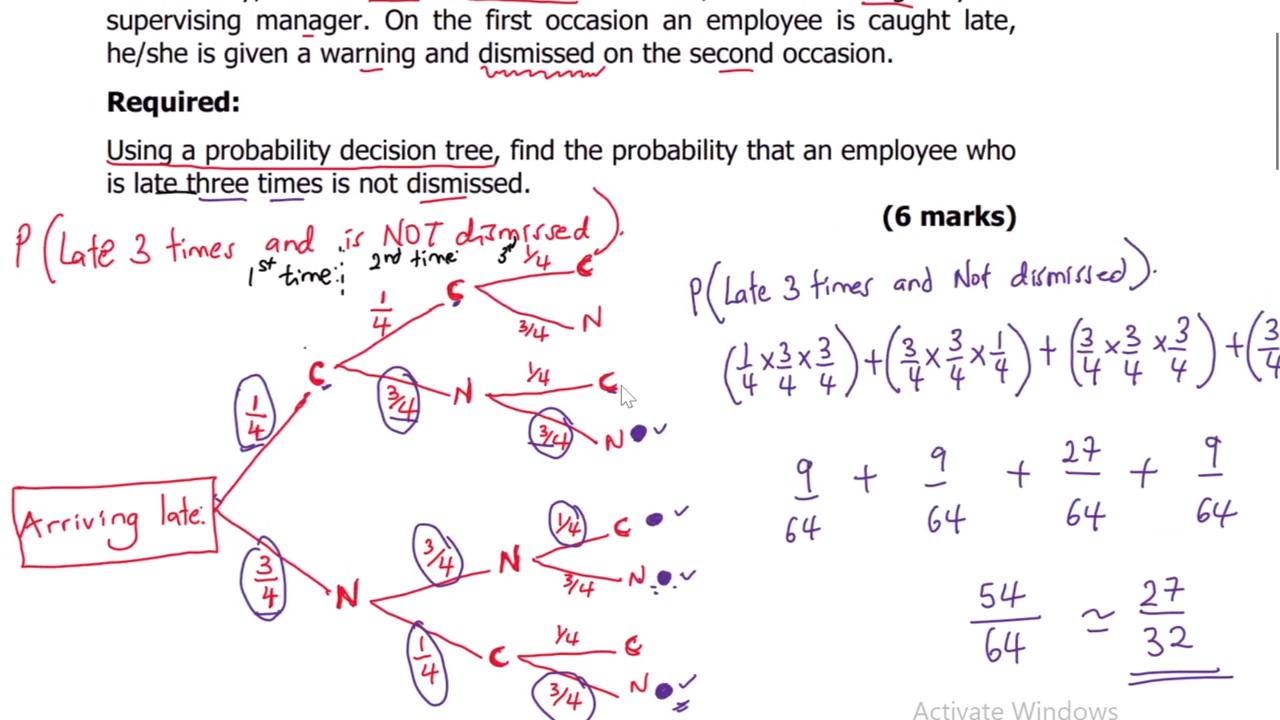 supervising manager. On the first occasion an employee is caught late,
he/she is given a warning and dismissed on the second occasion.
Required:
Using a probability decision tree, find the probability that an employee who
is late three times is not dismissed.
(6 marks)
P(Late 3 times and is NOT dismissed).
1st time: 2nd time: 3rd
1/4 C
1/4 C
3/4 N
C
1/4 C
3/4 N
1/4
3/4 N
Arriving late:
1/4 C
3/4 N
3/4 N
3/4 N
1/4 C
1/4 C
3/4 N
P(Late 3 times and Not dismissed).
(1/4 × 3/4 × 3/4) + (3/4 × 3/4 × 1/4) + (3/4 × 3/4 × 3/4) + (3/4
9/64 + 9/64 + 27/64 + 9/64
54/64 ≃ 27/32
Activate Windows